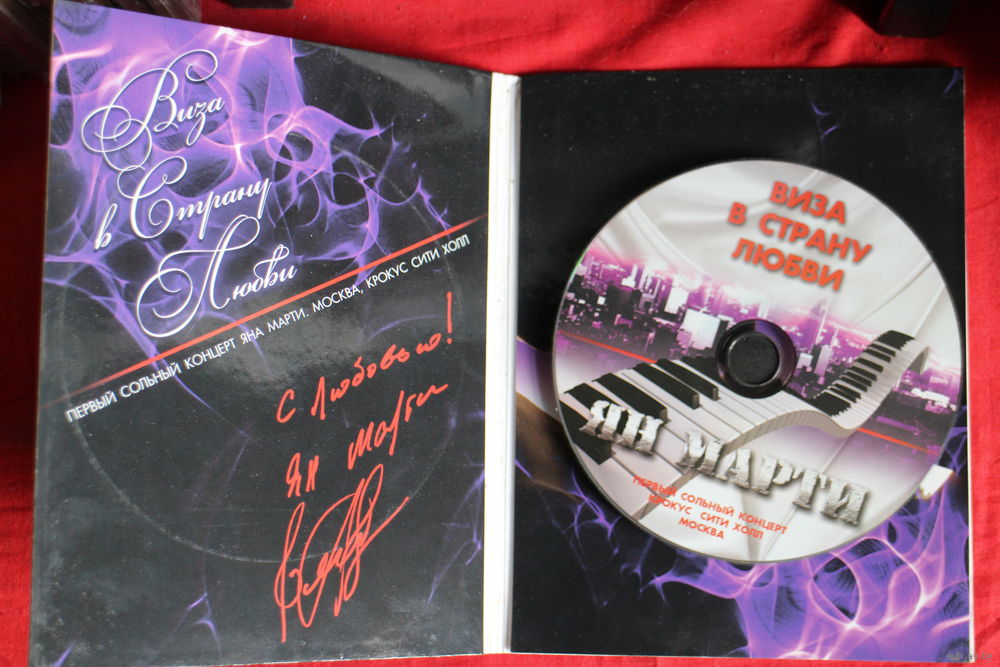 Виза
в Страну
Любви
ПЕРВЫЙ СОЛЬНЫЙ КОНЦЕРТ ЯНА МАРТИ. МОСКВА, КРОКУС СИТИ ХОЛЛ
С Любовью!
Ян Марти
ВИЗА
В СТРАНУ
ЛЮБВИ
ЯН МАРТИ
ПЕРВЫЙ СОЛЬНЫЙ КОНЦЕРТ
КРОКУС СИТИ ХОЛЛ
МОСКВА